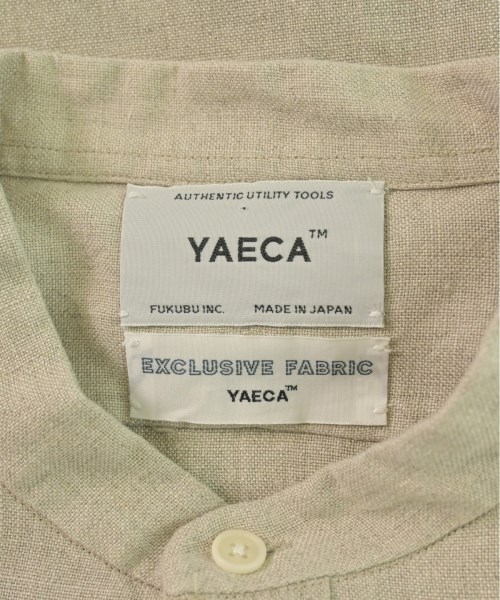 AUTHENTIC UTILITY TOOLS
YAECA™
FUKUBU INC. MADE IN JAPAN
EXCLUSIVE FABRIC
YAECA™